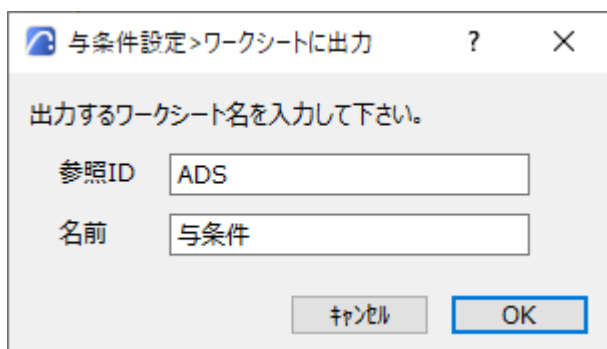 与条件設定>ワークシートに出力 ?
出力するワークシート名を入力して下さい。
参照ID ADS
名前 与条件
ｷｬﾝｾﾙ OK